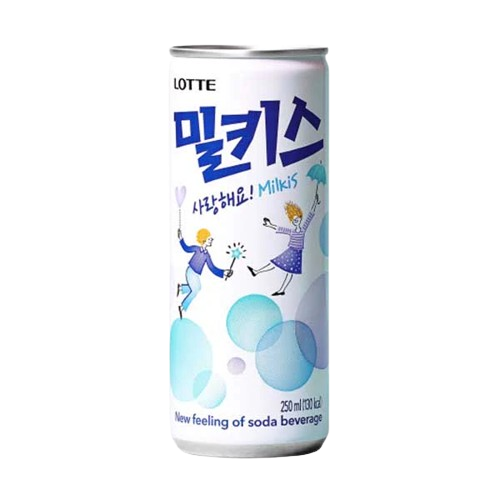 LOTTE
밀키스
사랑해요! Milkis
250 ml (130 kcal)
New feeling of soda beverage